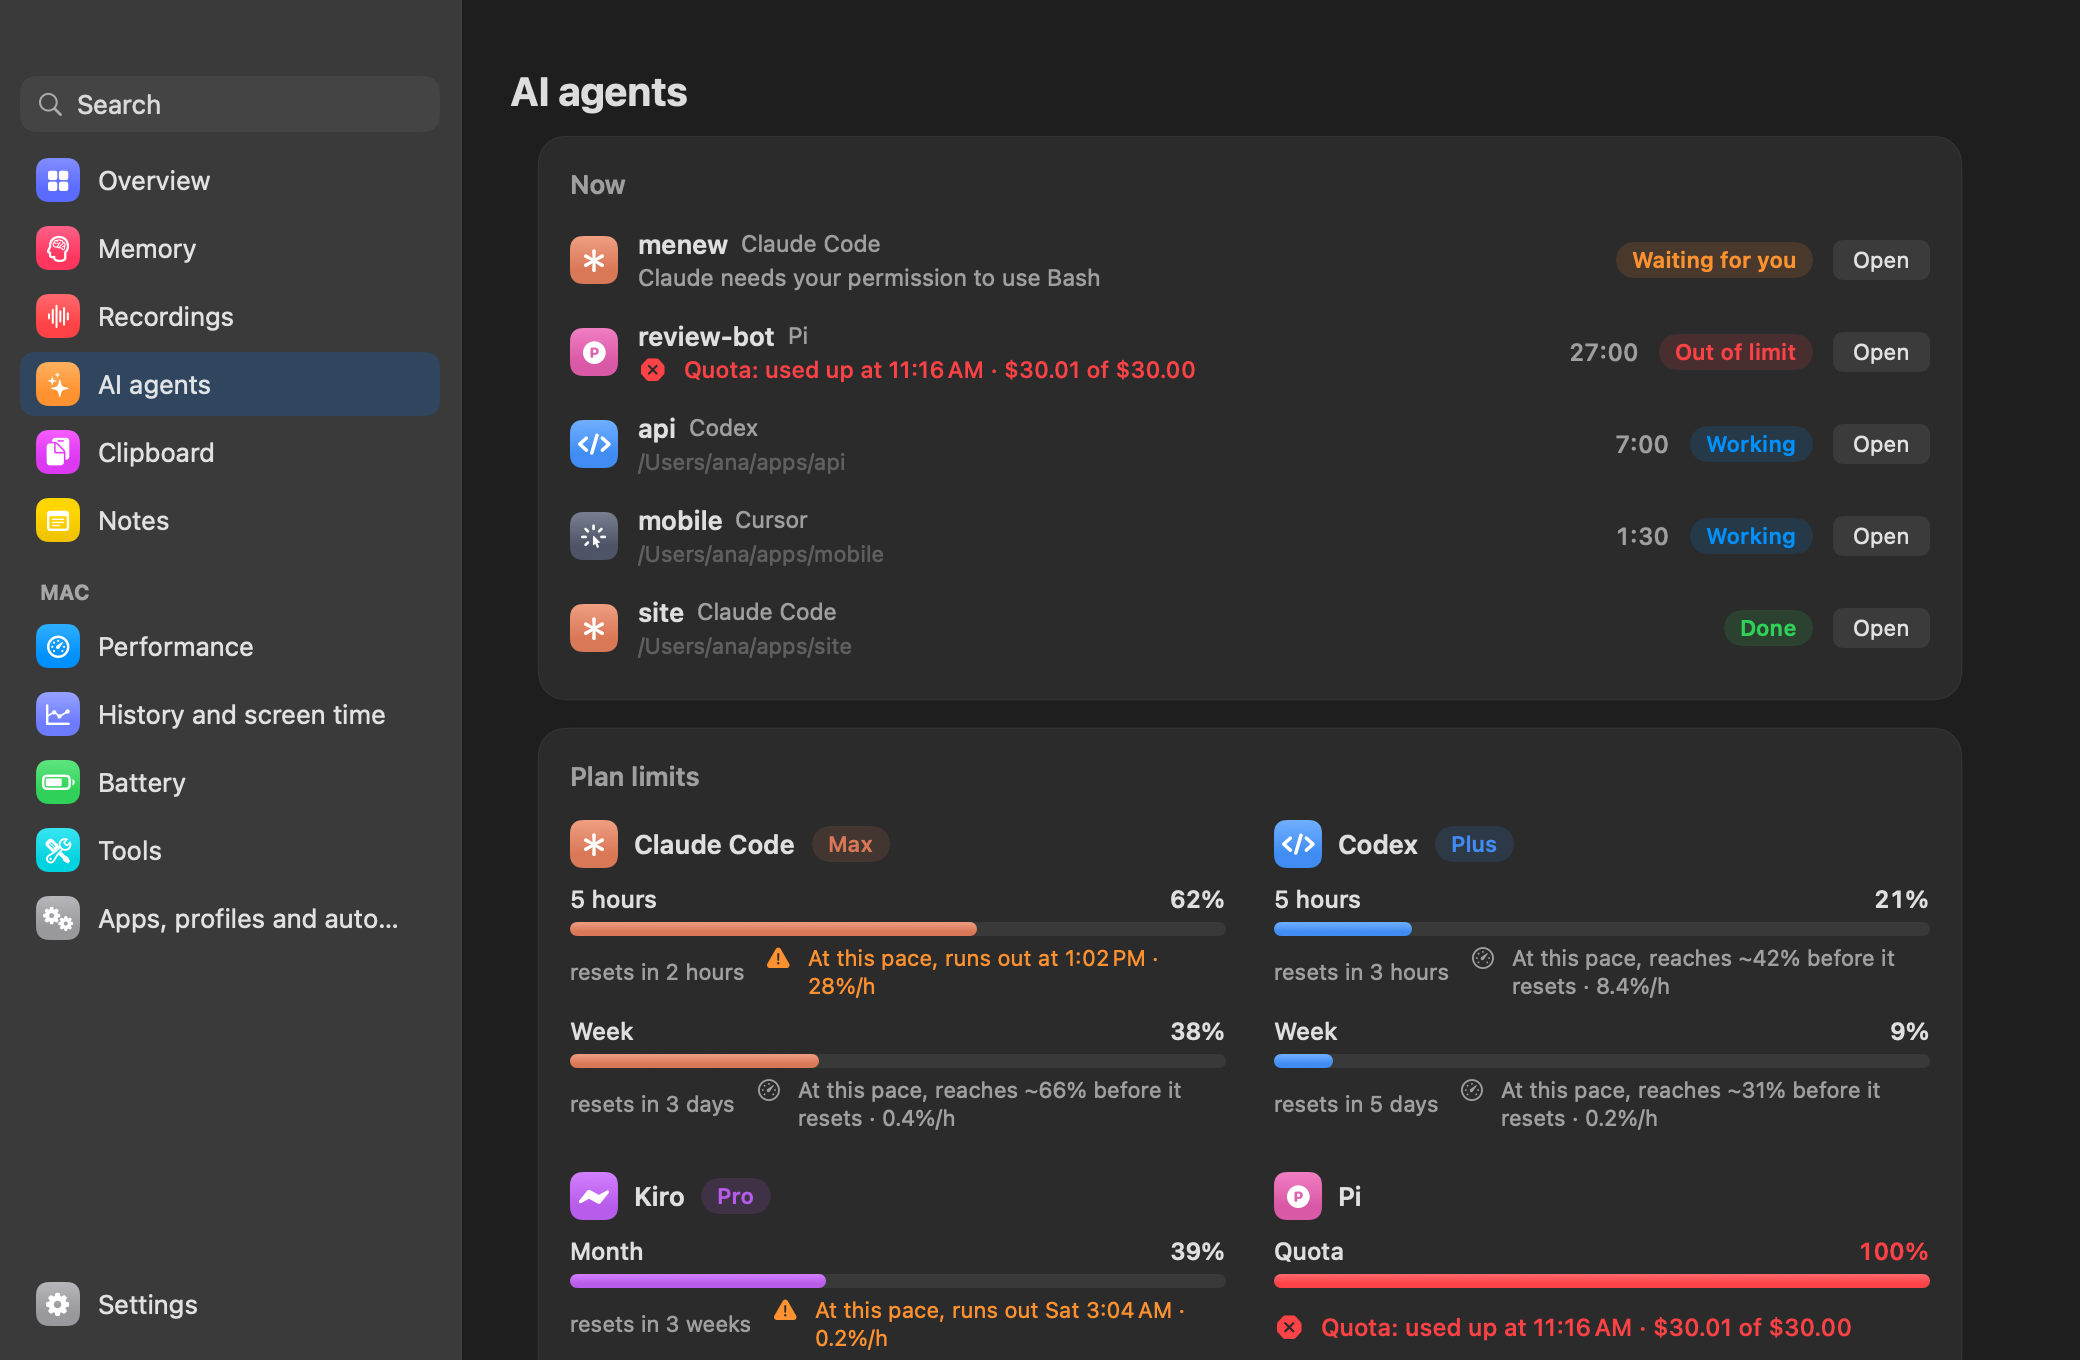 Search
Overview
Memory
Recordings
AI agents
Clipboard
Notes
MAC
Performance
History and screen time
Battery
Tools
Apps, profiles and auto...
Settings
AI agents
Now
menew Claude Code
Claude needs your permission to use Bash
Waiting for you Open
review-bot Pi
Quota: used up at 11:16 AM · $30.01 of $30.00
27:00 Out of limit Open
api Codex
/Users/ana/apps/api
7:00 Working Open
mobile Cursor
/Users/ana/apps/mobile
1:30 Working Open
site Claude Code
/Users/ana/apps/site
Done Open
Plan limits
Claude Code Max
5 hours 62%
resets in 2 hours
At this pace, runs out at 1:02 PM ·
28%/h
Week 38%
resets in 3 days
At this pace, reaches ~66% before it
resets · 0.4%/h
Codex Plus
5 hours 21%
resets in 3 hours
At this pace, reaches ~42% before it
resets · 8.4%/h
Week 9%
resets in 5 days
At this pace, reaches ~31% before it
resets · 0.2%/h
Kiro Pro
Month 39%
resets in 3 weeks
At this pace, runs out Sat 3:04 AM ·
0.2%/h
P Pi
Quota 100%
Quota: used up at 11:16 AM · $30.01 of $30.00